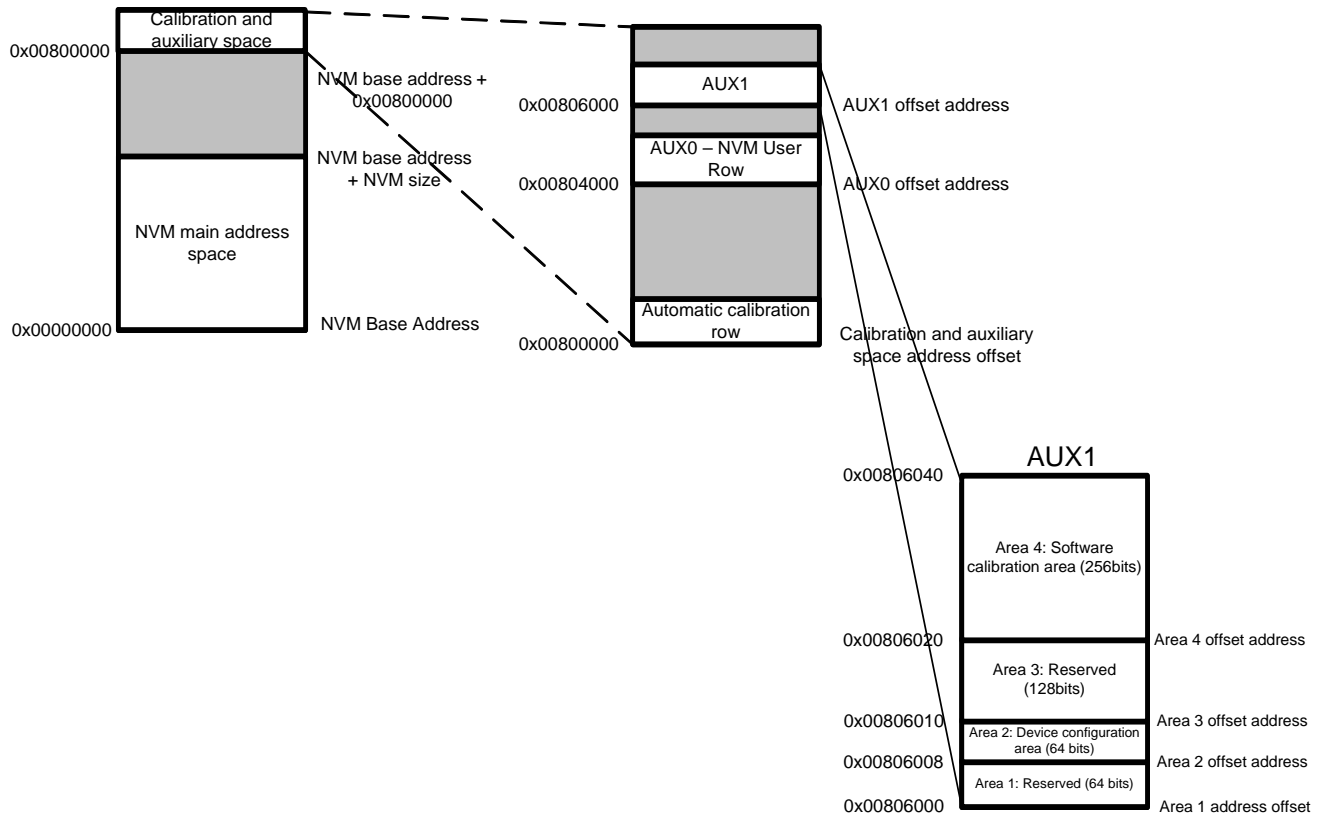 Calibration and
auxiliary space
0x00800000
NVM base address +
0x00800000
NVM base address
+ NVM size
NVM main address
space
0x00000000
NVM Base Address
AUX1
0x00806000
AUX1 offset address
AUX0 – NVM User
Row
0x00804000
AUX0 offset address
Automatic calibration
row
0x00800000
Calibration and auxiliary
space address offset
AUX1
0x00806040
Area 4: Software
calibration area (256bits)
0x00806020
Area 4 offset address
Area 3: Reserved
(128bits)
0x00806010
Area 3 offset address
Area 2: Device configuration
area (64 bits)
0x00806008
Area 2 offset address
Area 1: Reserved (64 bits)
0x00806000
Area 1 address offset